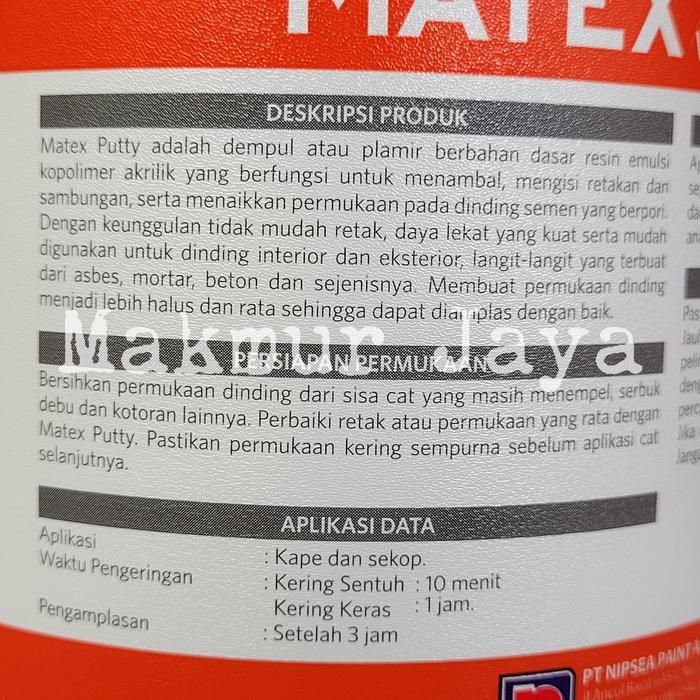 MATEX
DESKRIPSI PRODUK
Matex Putty adalah dempul atau plamir berbahan dasar resin emulsi
kopolimer akrilik yang berfungsi untuk menambal, mengisi retakan dan
sambungan, serta menaikkan permukaan pada dinding semen yang berpori.
Dengan keunggulan tidak mudah retak, daya lekat yang kuat serta mudah
digunakan untuk dinding interior dan eksterior, langit-langit yang terbuat
dari asbes, mortar, beton dan sejenisnya. Membuat permukaan dinding
menjadi lebih halus dan rata sehingga dapat diamplas dengan baik.
Makmur Jaya
PERSIAPAN PERMUKAAN
Bersihkan permukaan dinding dari sisa cat yang masih menempel, serbuk
debu dan kotoran lainnya. Perbaiki retak atau permukaan yang rata dengan
Matex Putty. Pastikan permukaan kering sempurna sebelum aplikasi cat
selanjutnya.
APLIKASI DATA
Aplikasi : Kape dan sekop.
Waktu Pengeringan : Kering Sentuh : 10 menit
Kering Keras : 1 jam.
Pengamplasan : Setelah 3 jam
PT NIPSEA PAINT